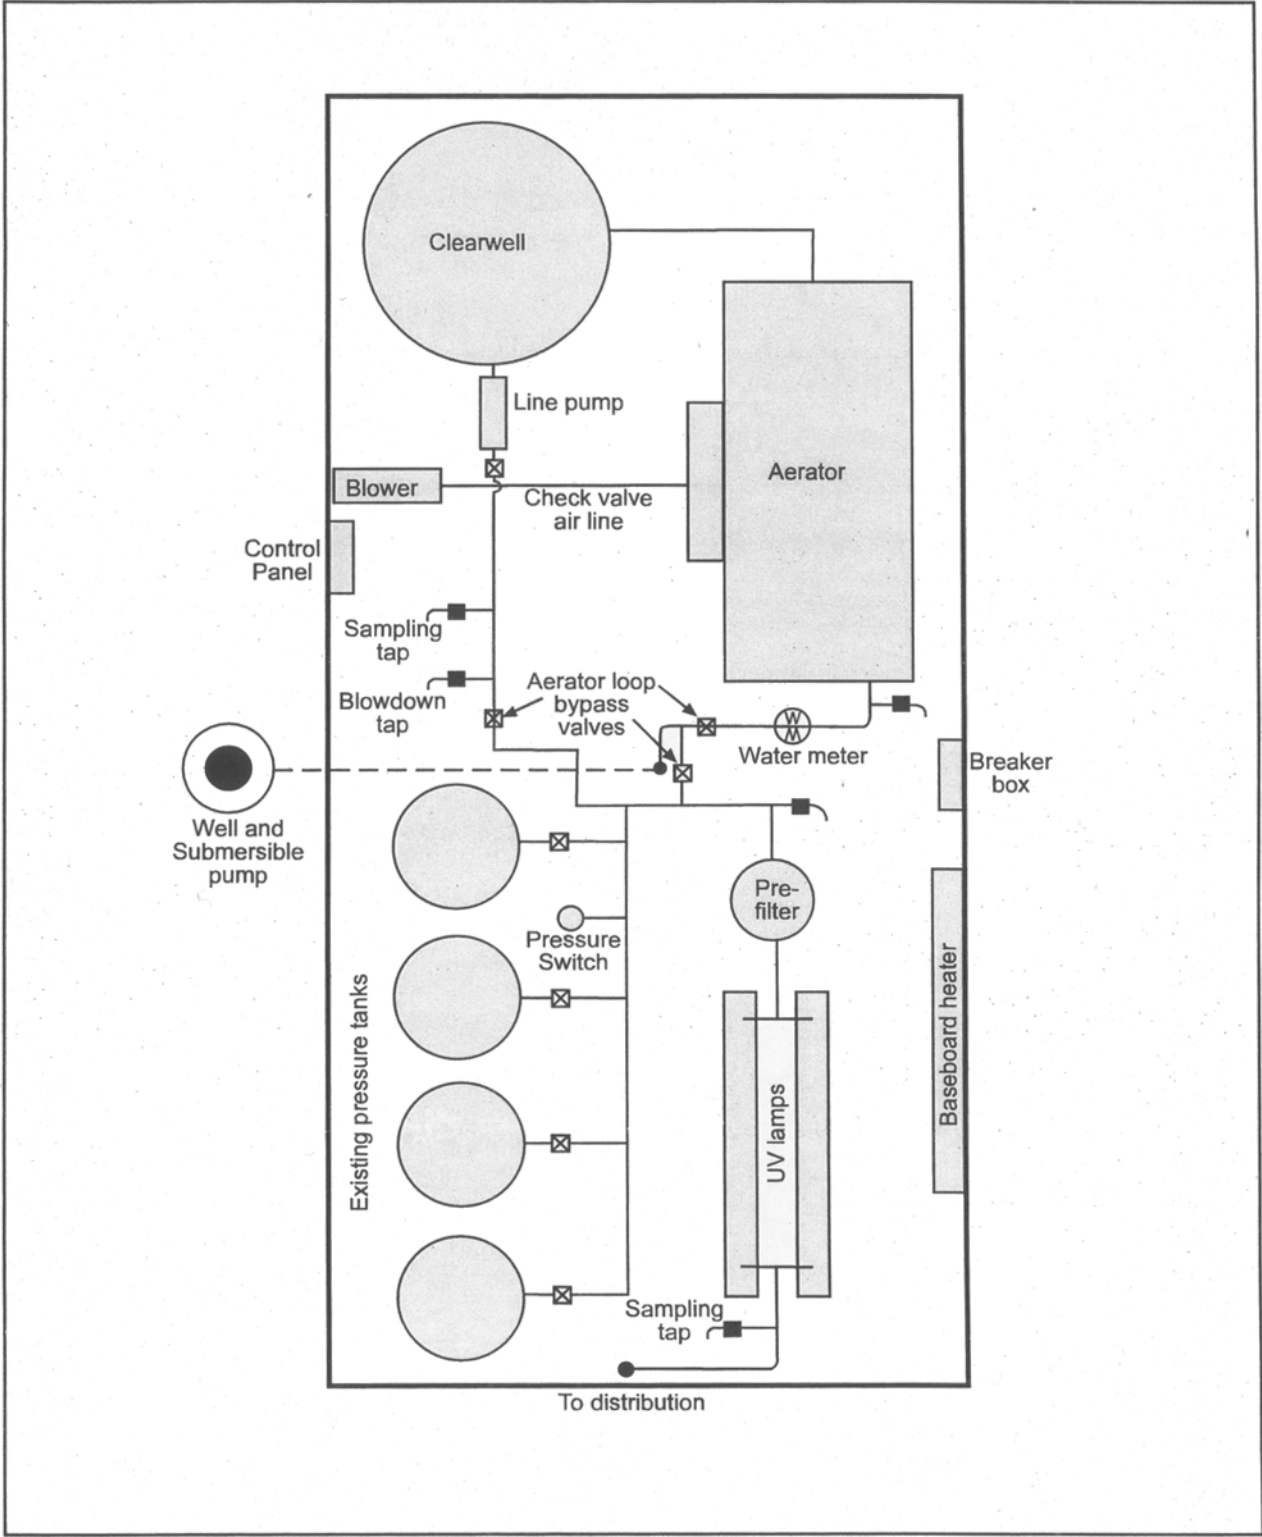 Clearwell
Line pump
Aerator
Blower
Check valve
air line
Control
Panel
Sampling
tap
Blowdown
tap
Aerator loop
bypass
valves
Water meter
Breaker
box
Well and
Submersible
pump
Pre-
filter
Pressure
Switch
Existing pressure tanks
UV lamps
Baseboard heater
Sampling
tap
To distribution